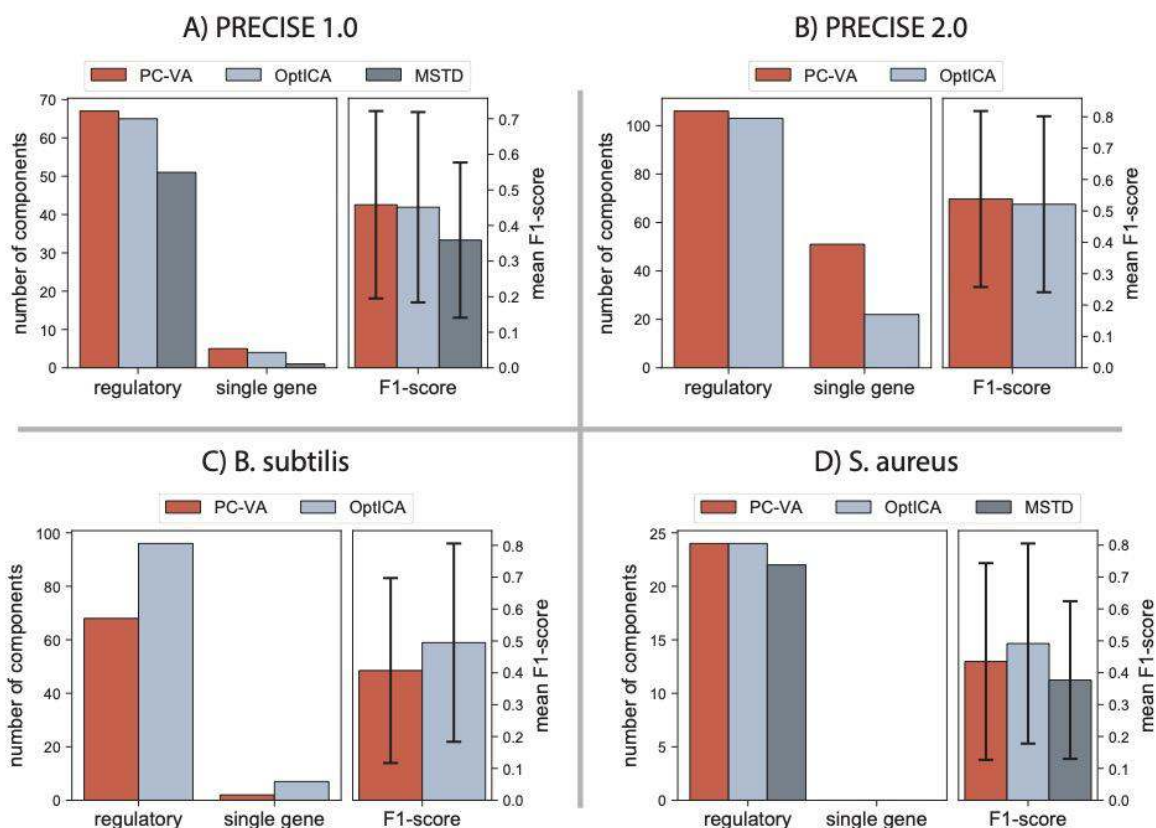 A) PRECISE 1.0
PC-VA OptICA MSTD
number of components
70
60
50
40
30
20
10
0
regulatory single gene
mean F1-score
0.7
0.6
0.5
0.4
0.3
0.2
0.1
0.0
F1-score
B) PRECISE 2.0
PC-VA OptICA
number of components
100
80
60
40
20
0
regulatory single gene
mean F1-score
0.8
0.7
0.6
0.5
0.4
0.3
0.2
0.1
0.0
F1-score
C) B. subtilis
PC-VA OptICA
number of components
100
80
60
40
20
0
regulatory single gene
mean F1-score
0.8
0.7
0.6
0.5
0.4
0.3
0.2
0.1
0.0
F1-score
D) S. aureus
PC-VA OptICA MSTD
number of components
25
20
15
10
5
0
regulatory single gene
mean F1-score
0.8
0.7
0.6
0.5
0.4
0.3
0.2
0.1
0.0
F1-score